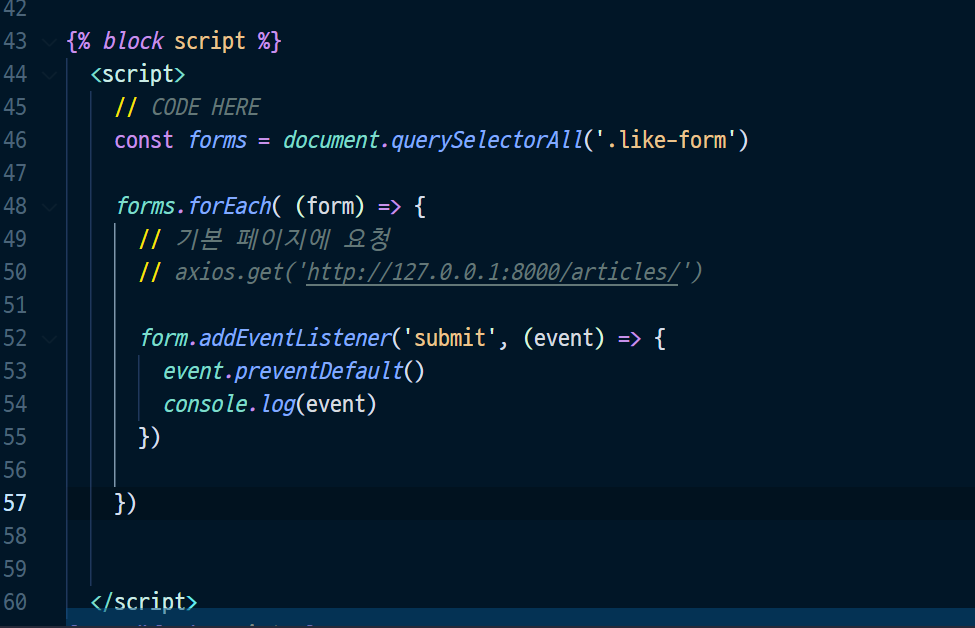 42
43 {% block script %}
44 <script>
45 // CODE HERE
46 const forms = document.querySelectorAll('.like-form')
47
48 forms.forEach( (form) => {
49 // 기본 페이지에 요청
50 // axios.get('http://127.0.0.1:8000/articles/')
51
52 form.addEventListener('submit', (event) => {
53 event.preventDefault()
54 console.log(event)
55 })
56
57 })
58
59
60 </script>